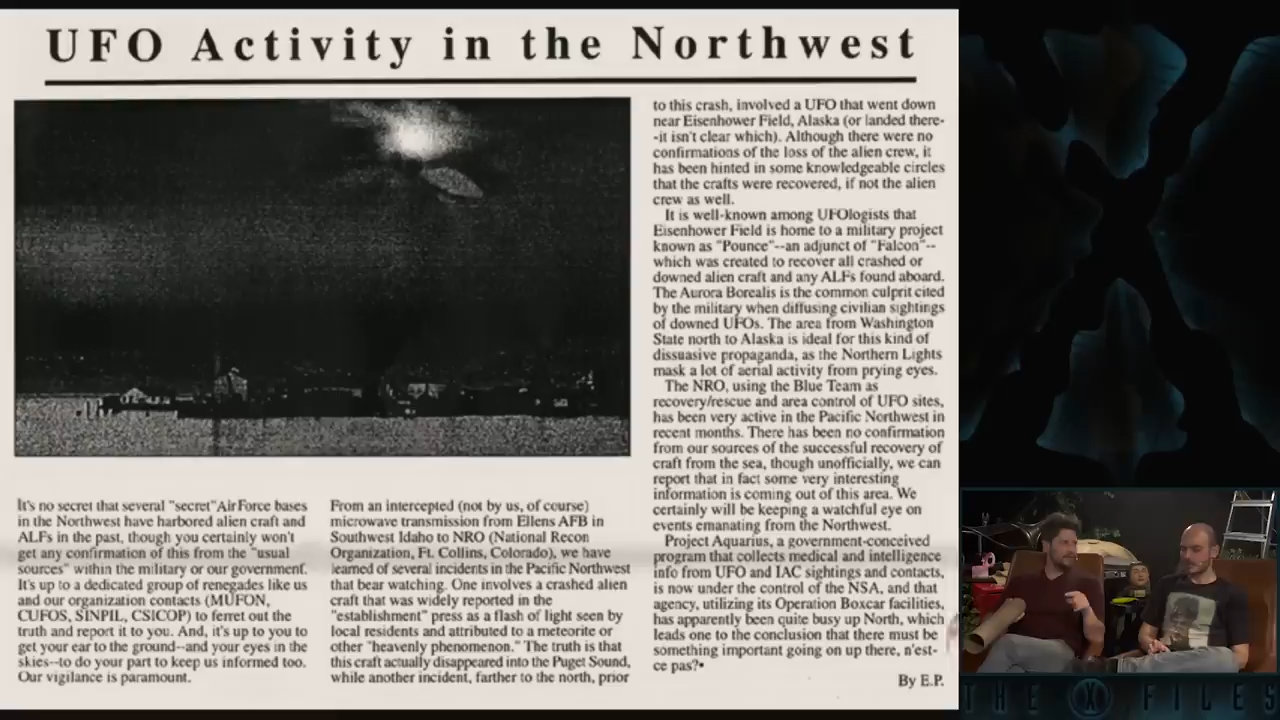 UFO Activity in the Northwest
It's no secret that several "secret"AirForce bases
in the Northwest have harbored alien craft and
ALFs in the past, though you certainly won't
get any confirmation of this from the "usual
sources" within the military or our government.
It's up to a dedicated group of renegades like us
and our organization contacts (MUFON,
CUFOS, SINPIL, CSICOP) to ferret out the
truth and report it to you. And, it's up to you to
get your ear to the ground--and your eyes in the
skies--to do your part to keep us informed too.
Our vigilance is paramount.
From an intercepted (not by us, of course)
microwave transmission from Ellens AFB in
Southwest Idaho to NRO (National Recon
Organization, Ft. Collins, Colorado), we have
learned of several incidents in the Pacific Northwest
that bear watching. One involves a crashed alien
craft that was widely reported in the
"establishment" press as a flash of light seen by
local residents and attributed to a meteorite or
other "heavenly phenomenon." The truth is that
this craft actually disappeared into the Puget Sound,
while another incident, farther to the north, prior
to this crash, involved a UFO that went down
near Eisenhower Field, Alaska (or landed there-
-it isn't clear which). Although there were no
confirmations of the loss of the alien crew, it
has been hinted in some knowledgeable circles
that the crafts were recovered, if not the alien
crew as well.
It is well-known among UFOlogists that
Eisenhower Field is home to a military project
known as "Pounce"--an adjunct of "Falcon"--
which was created to recover all crashed or
downed alien craft and any ALFs found aboard.
The Aurora Borealis is the common culprit cited
by the military when diffusing civilian sightings
of downed UFOs. The area from Washington
State north to Alaska is ideal for this kind of
dissuasive propaganda, as the Northern Lights
mask a lot of aerial activity from prying eyes.
The NRO, using the Blue Team as
recovery/rescue and area control of UFO sites,
has been very active in the Pacific Northwest in
recent months. There has been no confirmation
from our sources of the successful recovery of
craft from the sea, though unofficially, we can
report that in fact some very interesting
information is coming out of this area. We
certainly will be keeping a watchful eye on
events emanating from the Northwest.
Project Aquarius, a government-conceived
program that collects medical and intelligence
info from UFO and IAC sightings and contacts,
is now under the control of the NSA, and that
agency, utilizing its Operation Boxcar facilities,
has apparently been quite busy up North, which
leads one to the conclusion that there must be
something important going on up there, n'est-
ce pas?•
By E.P.
THE X FILES